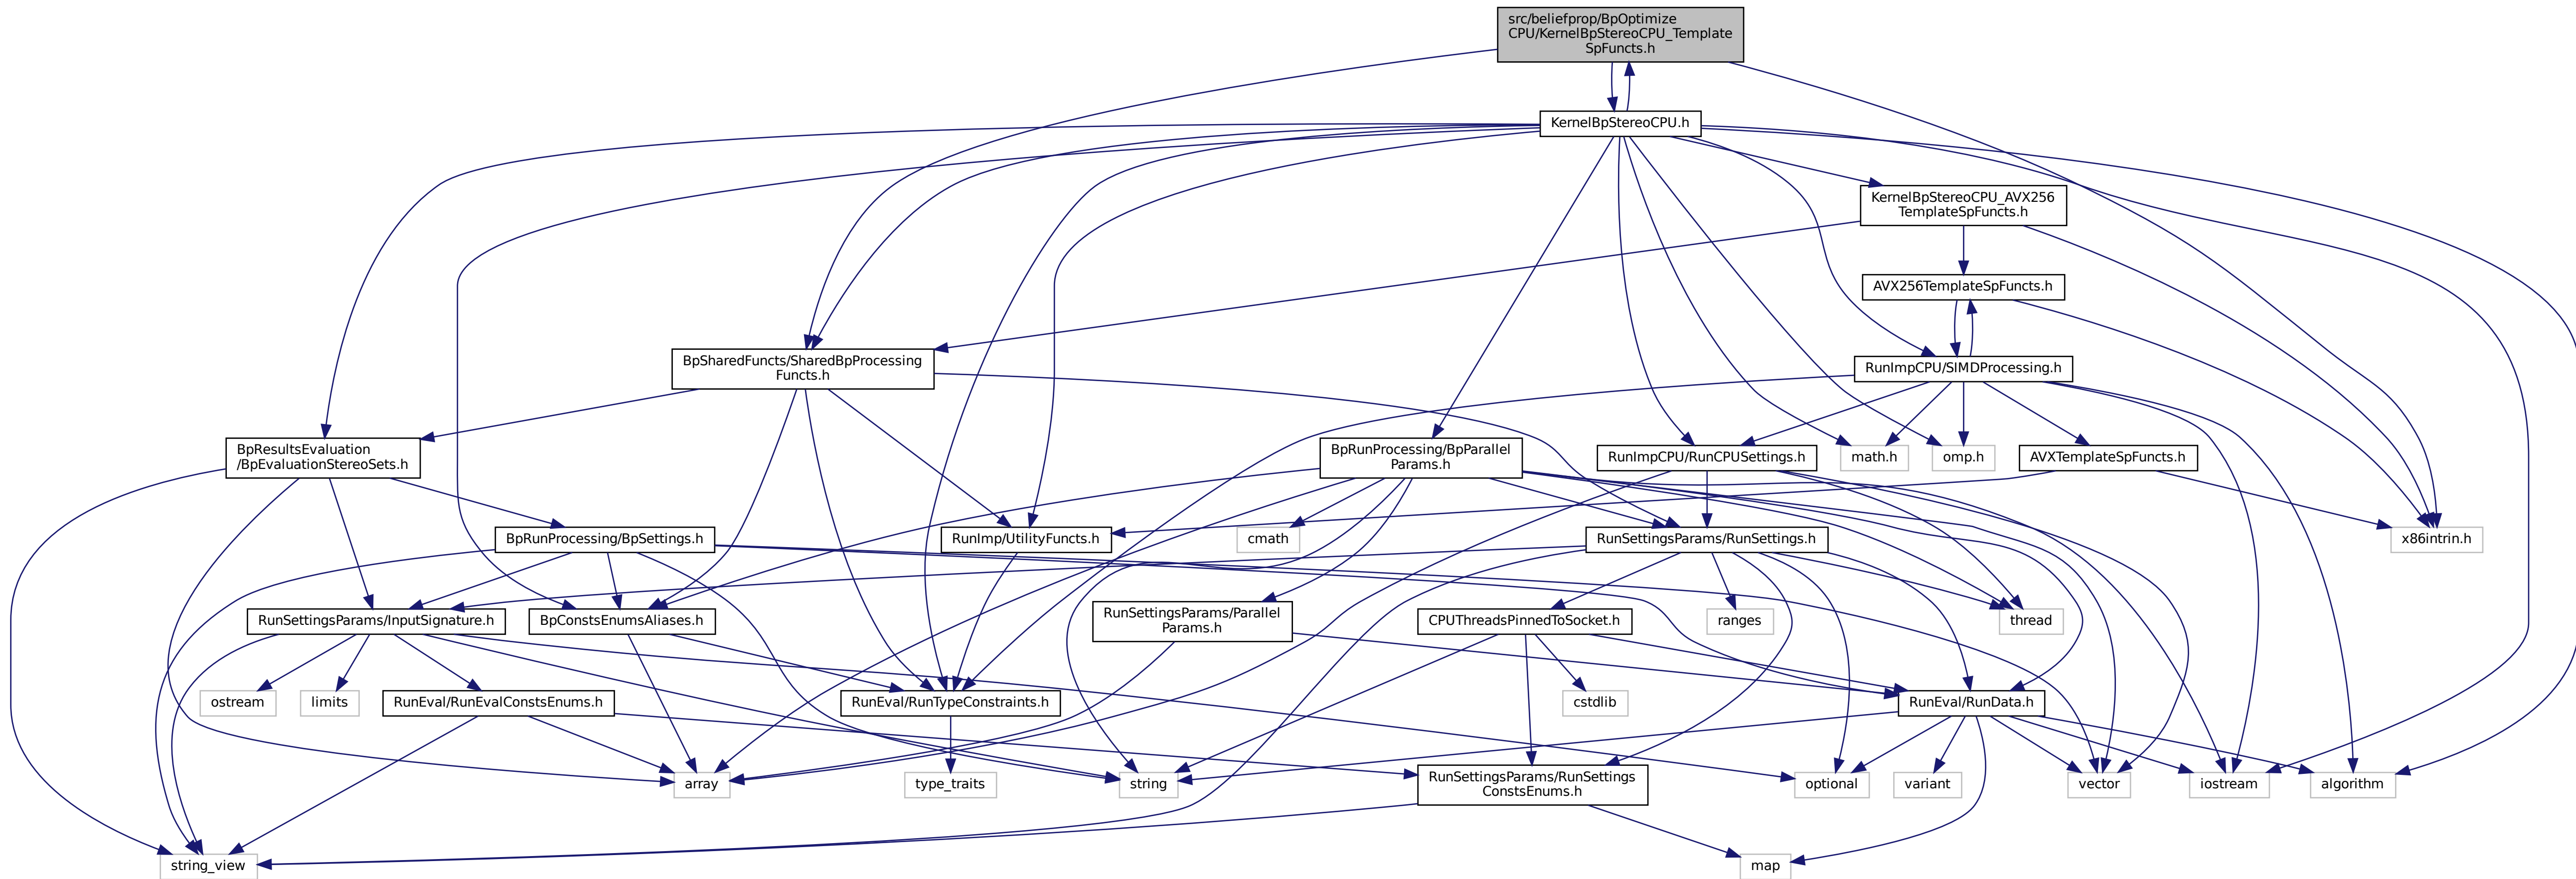 src/beliefprop/BpOptimize
CPU/KernelBpStereoCPU_Template
SpFuncts.h
KernelBpStereoCPU.h
KernelBpStereoCPU_AVX256
TemplateSpFuncts.h
AVX256TemplateSpFuncts.h
BpSharedFuncts/SharedBpProcessing
Functs.h
RunImpCPU/SIMDProcessing.h
BpResultsEvaluation
/BpEvaluationStereoSets.h
BpRunProcessing/BpParallel
Params.h
RunImpCPU/RunCPUSettings.h
math.h
omp.h
AVXTemplateSpFuncts.h
BpRunProcessing/BpSettings.h
RunImp/UtilityFuncts.h
cmath
RunSettingsParams/RunSettings.h
x86intrin.h
RunSettingsParams/InputSignature.h
BpConstsEnumsAliases.h
RunSettingsParams/Parallel
Params.h
CPUThreadsPinnedToSocket.h
ranges
thread
ostream
limits
RunEval/RunEvalConstsEnums.h
RunEval/RunTypeConstraints.h
cstdlib
RunEval/RunData.h
array
type_traits
string
RunSettingsParams/RunSettings
ConstsEnums.h
optional
variant
vector
iostream
algorithm
string_view
map